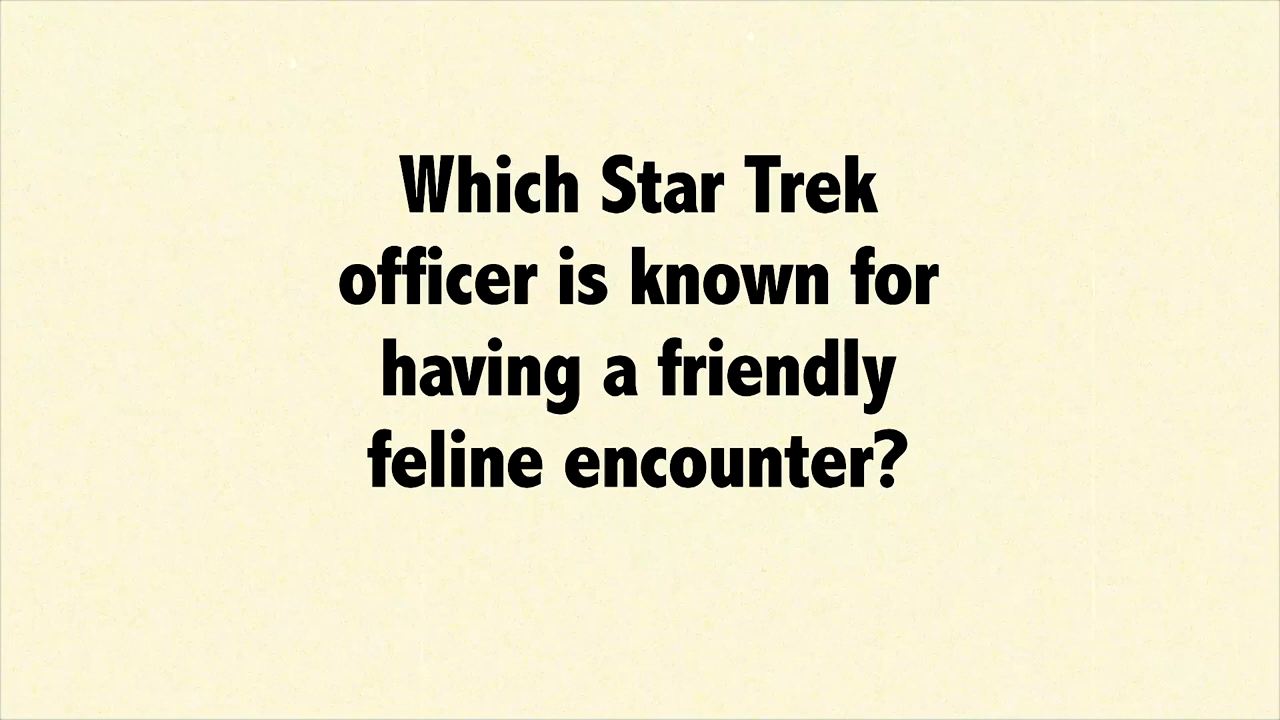 Which Star Trek
officer is known for
having a friendly
feline encounter?